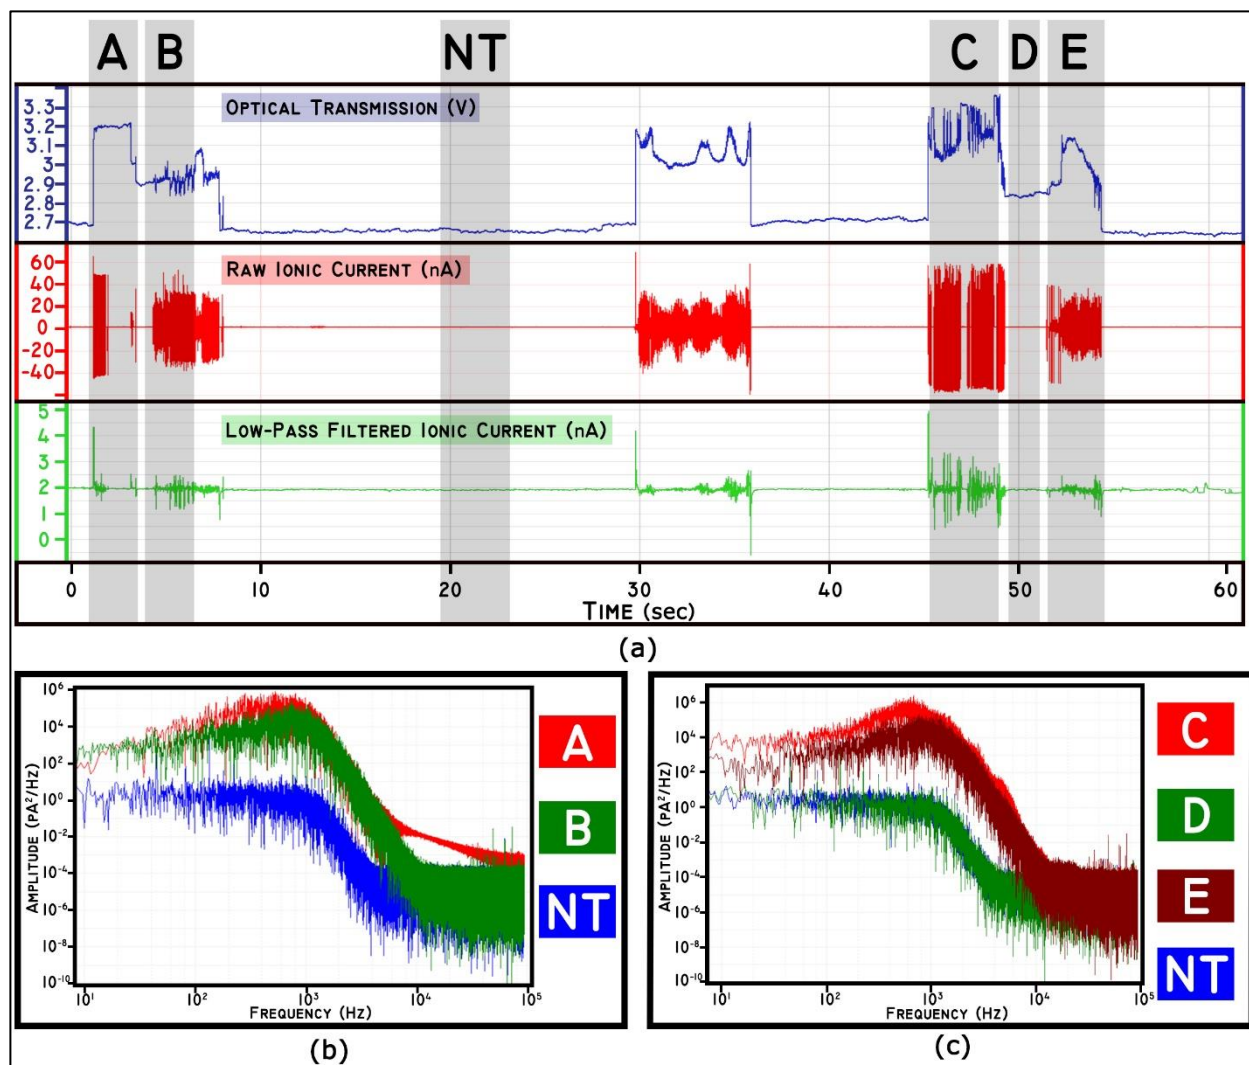 A B NT C D E
OPTICAL TRANSMISSION (V)
3.3
3.2
3.1
3
2.9
2.8
2.7
RAW IONIC CURRENT (nA)
60
40
20
0
-20
-40
LOW-PASS FILTERED IONIC CURRENT (nA)
5
4
3
2
1
0
0 10 20 30 40 50 60
TIME (sec)
(a)
AMPLITUDE (PA²/HZ)
10⁶
10⁴
10²
10⁰
10⁻²
10⁻⁴
10⁻⁶
10⁻⁸
10⁻¹⁰
10¹ 10² 10³ 10⁴ 10⁵
FREQUENCY (HZ)
A
B
NT
(b)
AMPLITUDE (PA²/HZ)
10⁶
10⁴
10²
10⁰
10⁻²
10⁻⁴
10⁻⁶
10⁻⁸
10⁻¹⁰
10¹ 10² 10³ 10⁴ 10⁵
FREQUENCY (HZ)
C
D
E
NT
(c)